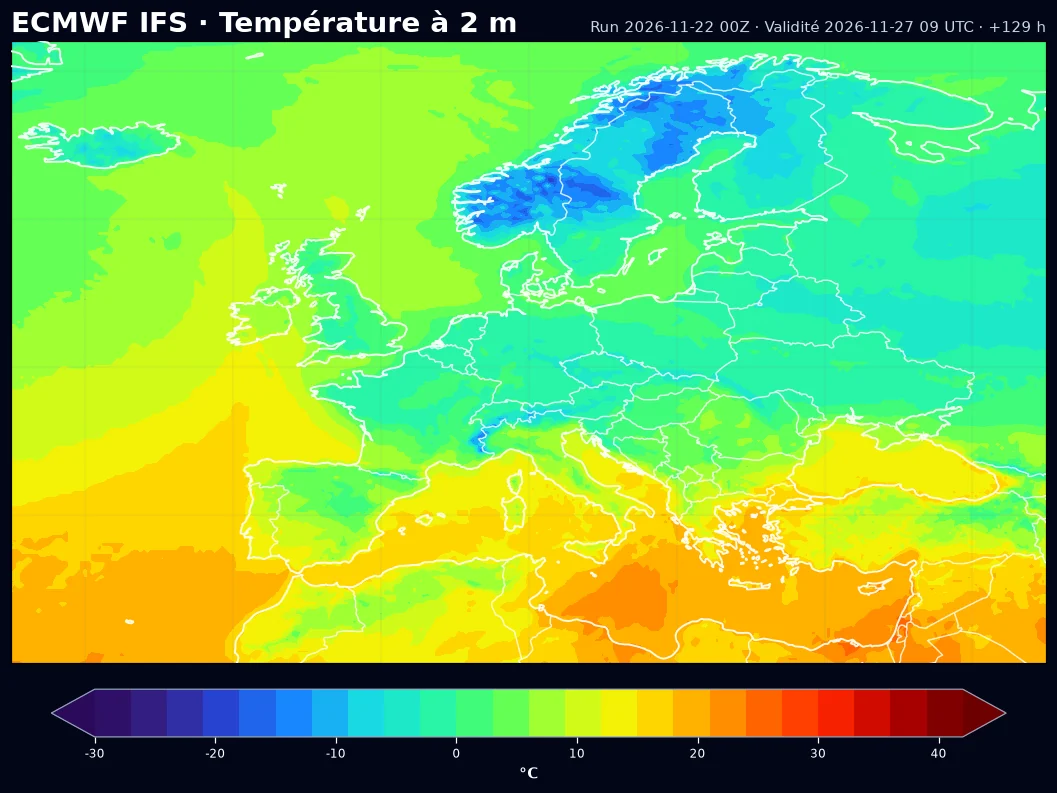 ECMWF IFS · Température à 2 m
Run 2026-11-22 00Z · Validité 2026-11-27 09 UTC · +129 h
-30 -20 -10 0 10 20 30 40
°C